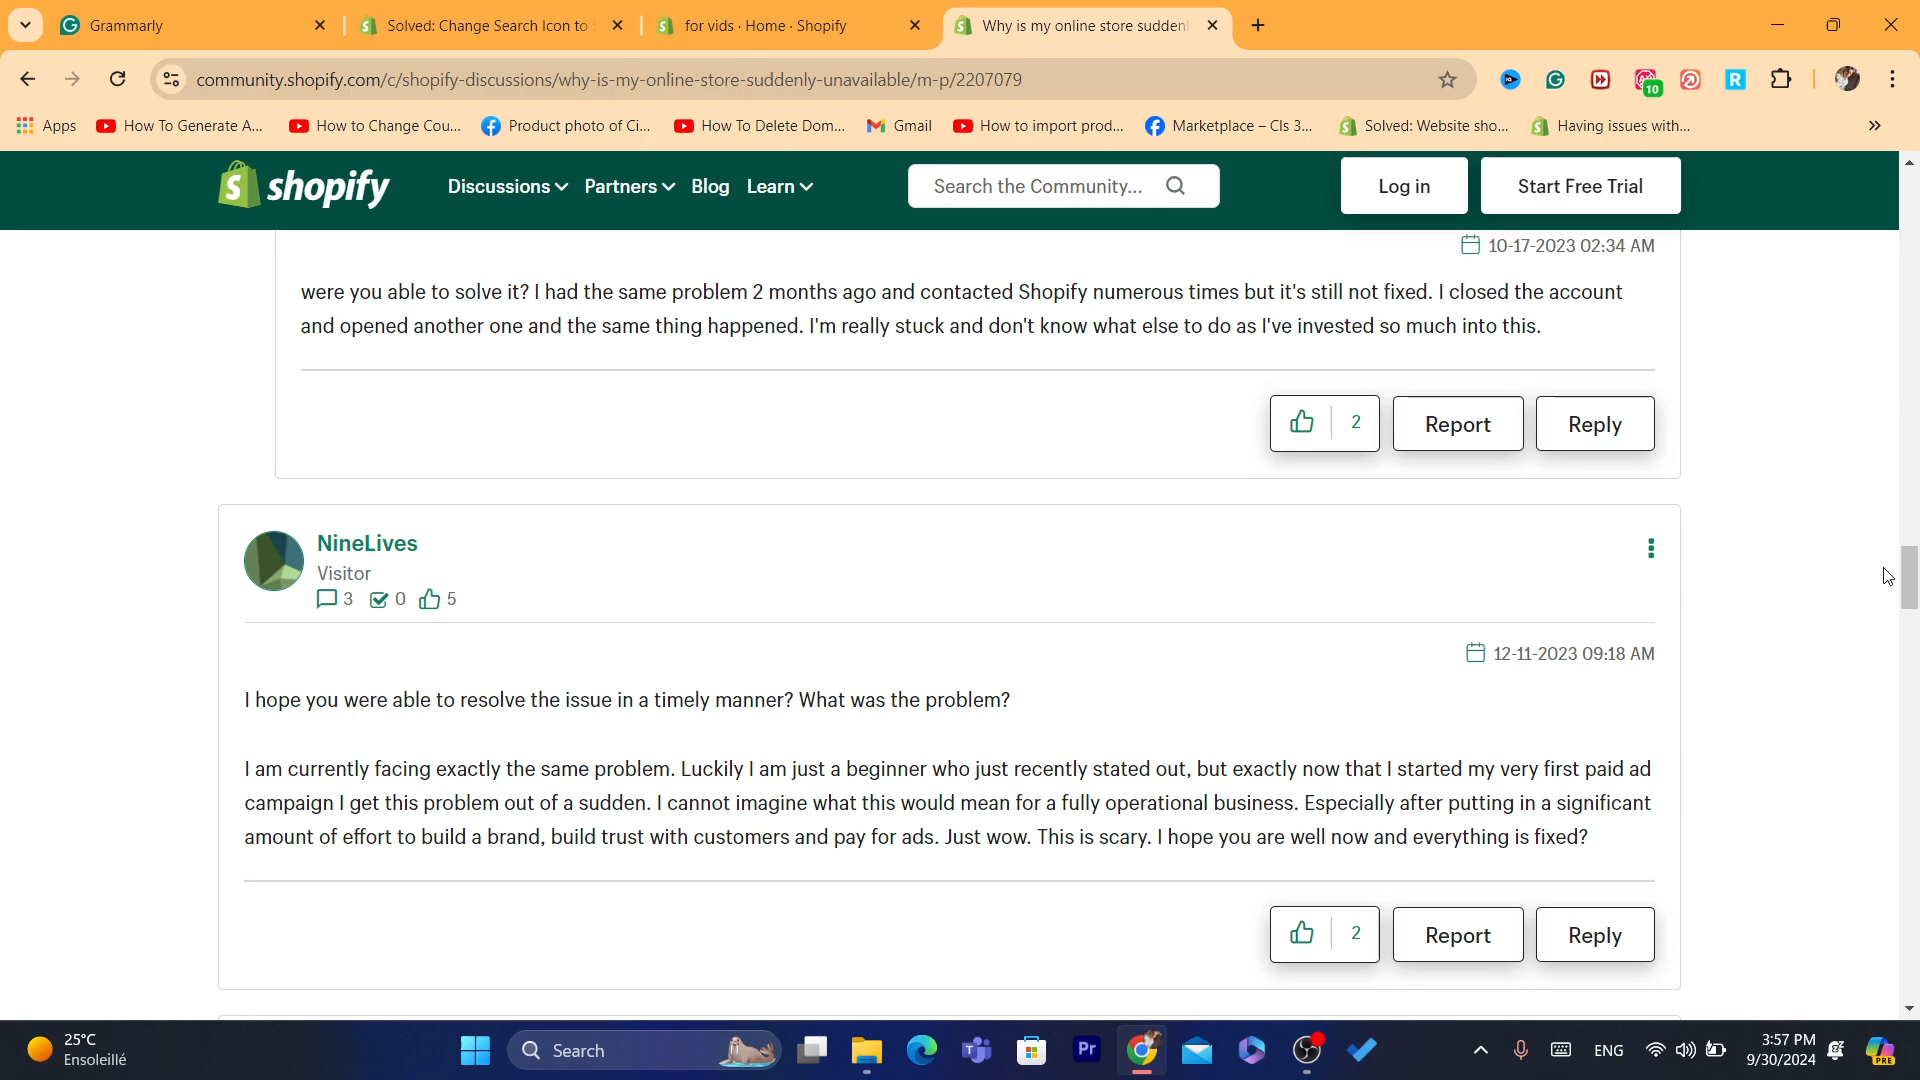 Grammarly
Solved: Change Search Icon to
for vids · Home · Shopify
Why is my online store sudden
community.shopify.com/c/shopify-discussions/why-is-my-online-store-suddenly-unavailable/m-p/2207079
10
Apps
How To Generate A...
How to Change Cou...
Product photo of Ci...
How To Delete Dom...
Gmail
How to import prod...
Marketplace – Cls 3...
Solved: Website sho...
Having issues with...
shopify
Discussions
Partners
Blog
Learn
Search the Community...
Log in
Start Free Trial
10-17-2023 02:34 AM
were you able to solve it? I had the same problem 2 months ago and contacted Shopify numerous times but it's still not fixed. I closed the account
and opened another one and the same thing happened. I'm really stuck and don't know what else to do as I've invested so much into this.
2
Report
Reply
NineLives
Visitor
3 0 5
12-11-2023 09:18 AM
I hope you were able to resolve the issue in a timely manner? What was the problem?
I am currently facing exactly the same problem. Luckily I am just a beginner who just recently stated out, but exactly now that I started my very first paid ad
campaign I get this problem out of a sudden. I cannot imagine what this would mean for a fully operational business. Especially after putting in a significant
amount of effort to build a brand, build trust with customers and pay for ads. Just wow. This is scary. I hope you are well now and everything is fixed?
2
Report
Reply
25°C
Ensoleillé
Search
Pr
ENG
3:57 PM
9/30/2024
PRE